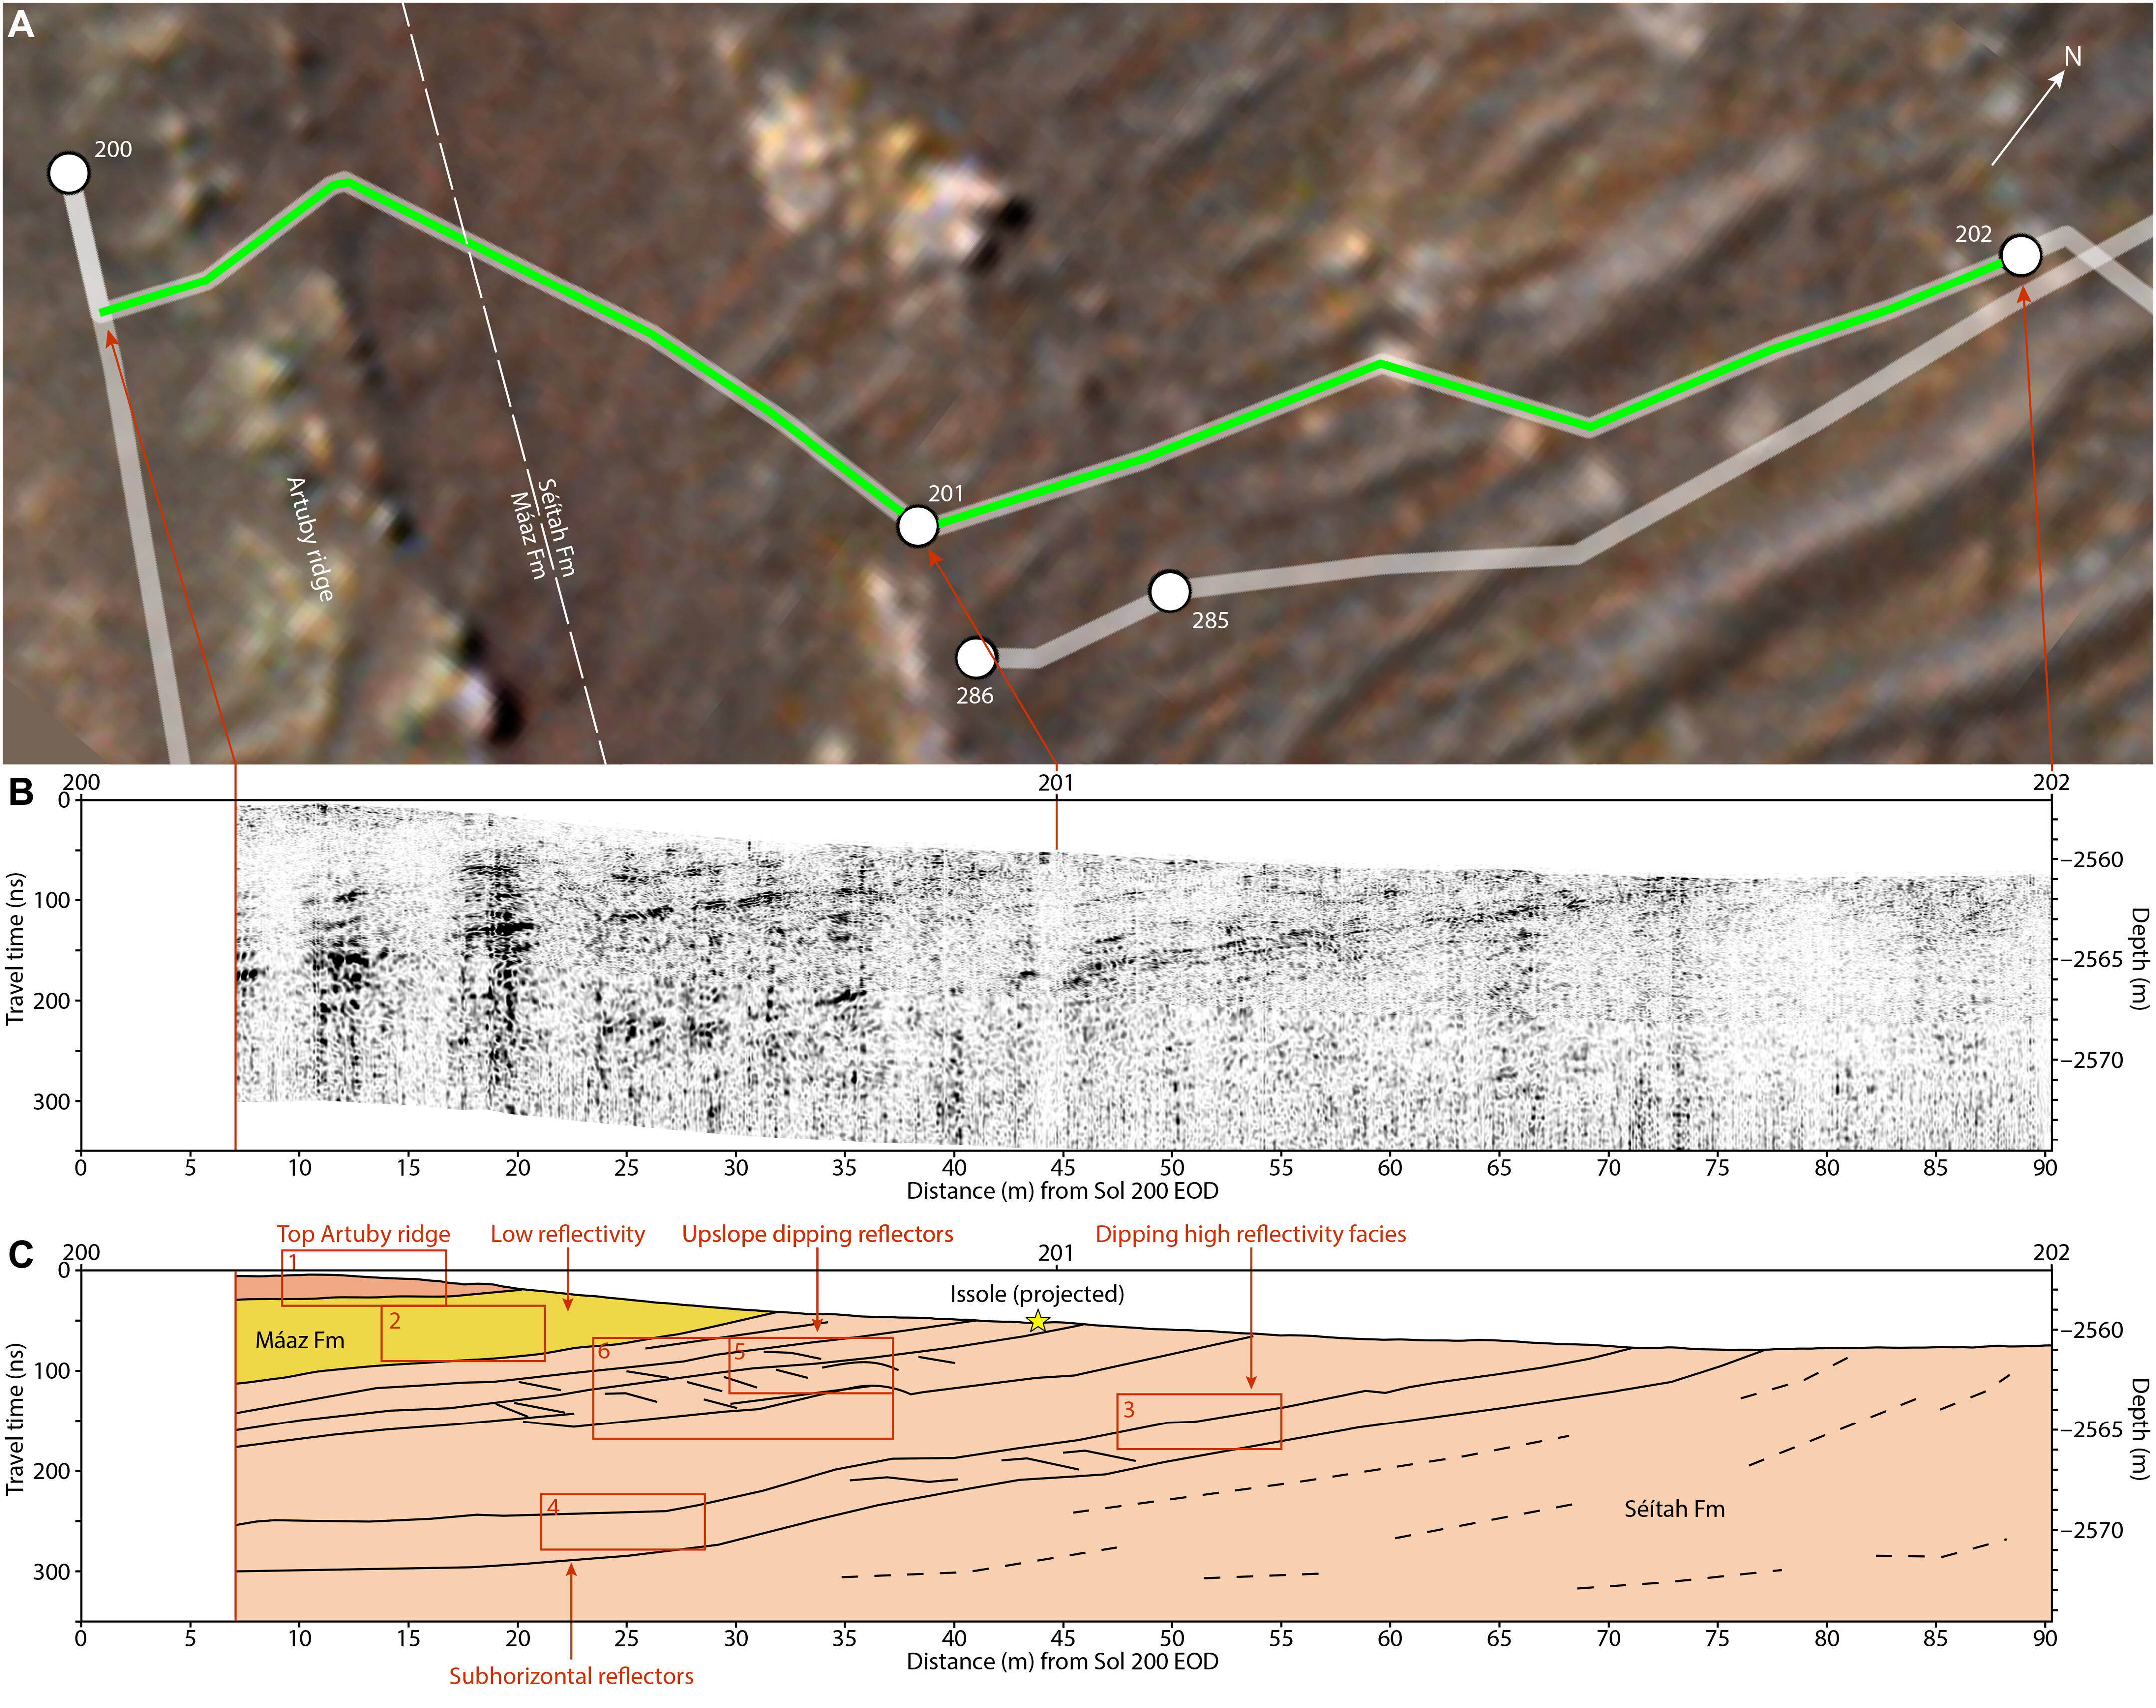 A
N
200
202
201
Artuby ridge
Séítah Fm
Máaz Fm
285
286
B
200
201
202
0
100
200
300
Travel time (ns)
−2560
−2565
−2570
Depth (m)
0 5 10 15 20 25 30 35 40 45 50 55 60 65 70 75 80 85 90
Distance (m) from Sol 200 EOD
C
Top Artuby ridge
Low reflectivity
Upslope dipping reflectors
Dipping high reflectivity facies
200
201
202
1
Issole (projected)
2
Máaz Fm
6
5
3
4
Séítah Fm
0
100
200
300
Travel time (ns)
−2560
−2565
−2570
Depth (m)
0 5 10 15 20 25 30 35 40 45 50 55 60 65 70 75 80 85 90
Distance (m) from Sol 200 EOD
Subhorizontal reflectors